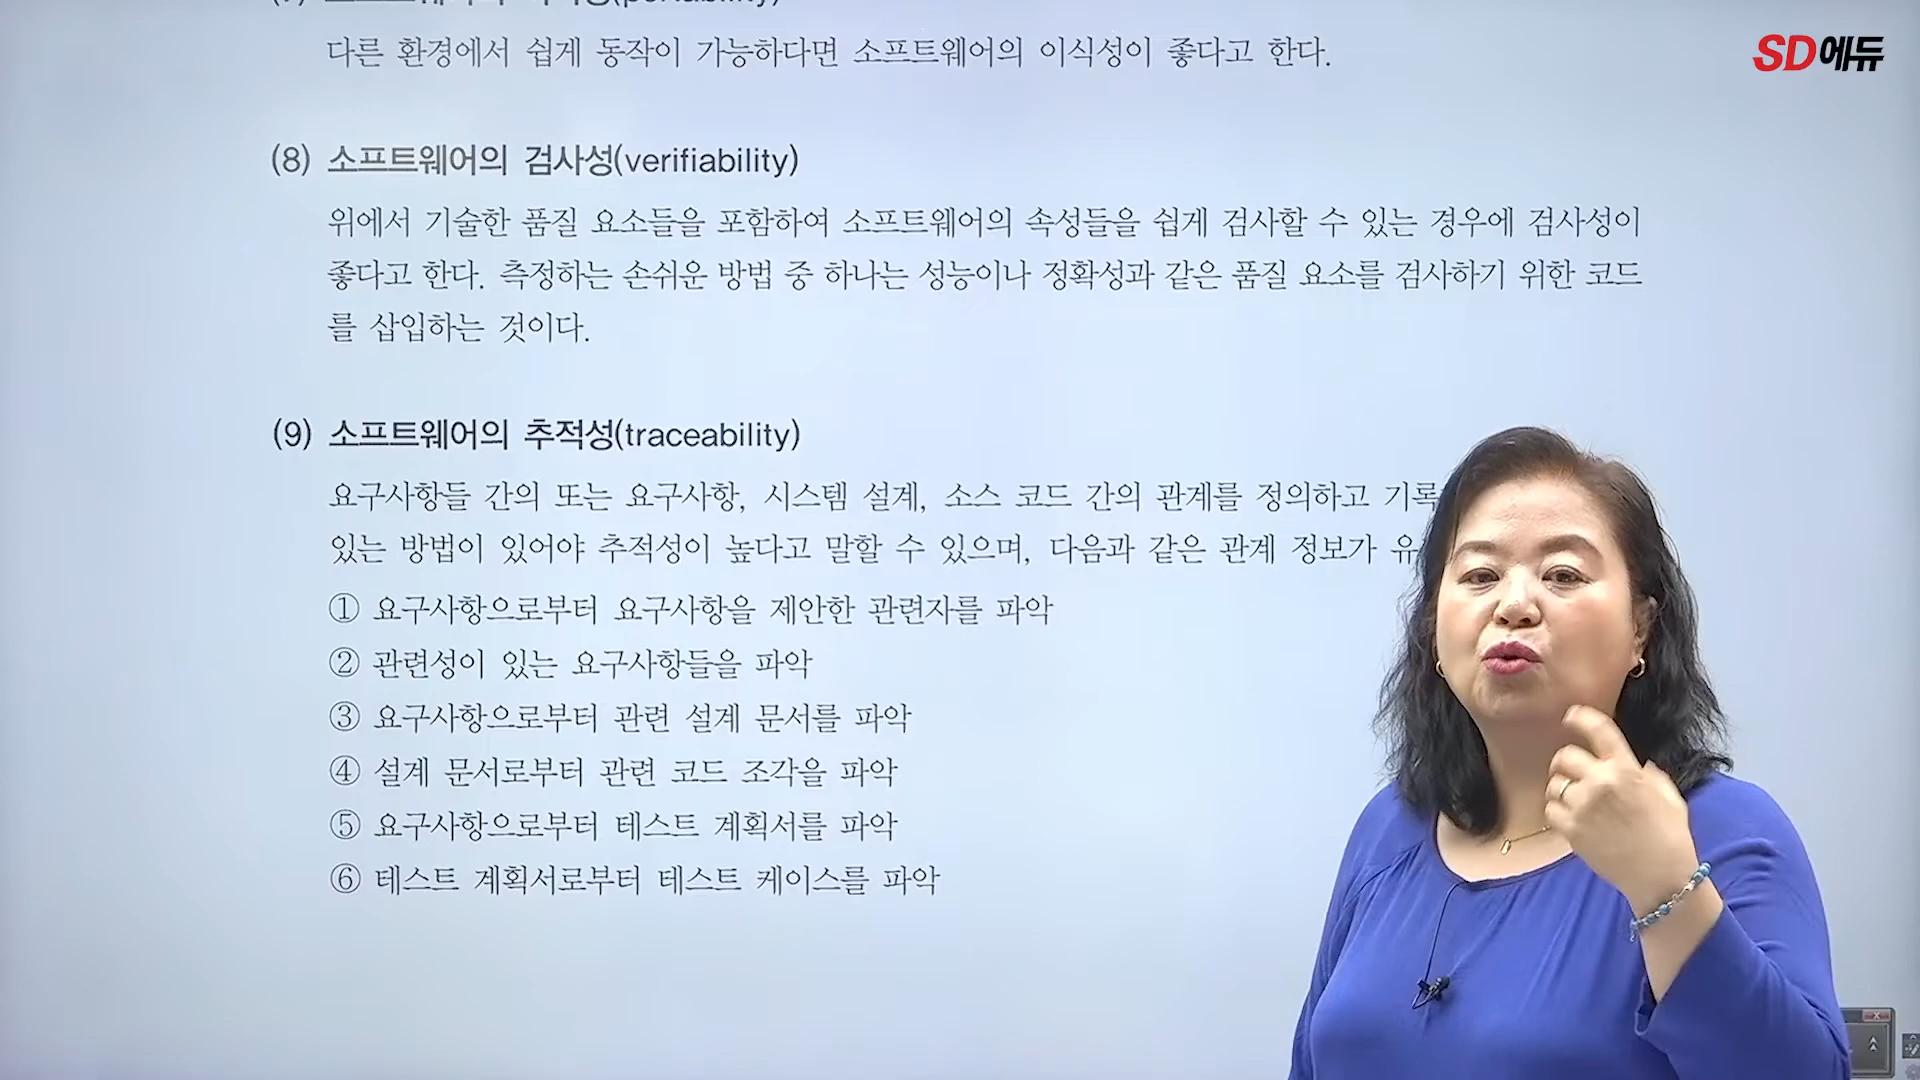 다른 환경에서 쉽게 동작이 가능하다면 소프트웨어의 이식성이 좋다고 한다.
SD에듀
(8) 소프트웨어의 검사성(verifiability)
위에서 기술한 품질 요소들을 포함하여 소프트웨어의 속성들을 쉽게 검사할 수 있는 경우에 검사성이
좋다고 한다. 측정하는 손쉬운 방법 중 하나는 성능이나 정확성과 같은 품질 요소를 검사하기 위한 코드
를 삽입하는 것이다.
(9) 소프트웨어의 추적성(traceability)
요구사항들 간의 또는 요구사항, 시스템 설계, 소스 코드 간의 관계를 정의하고
있는 방법이 있어야 추적성이 높다고 말할 수 있으며, 다음과 같은 관계 정보가
① 요구사항으로부터 요구사항을 제안한 관련자를 파악
② 관련성이 있는 요구사항들을 파악
③ 요구사항으로부터 관련 설계 문서를 파악
④ 설계 문서로부터 관련 코드 조각을 파악
⑤ 요구사항으로부터 테스트 계획서를 파악
⑥ 테스트 계획서로부터 테스트 케이스를 파악